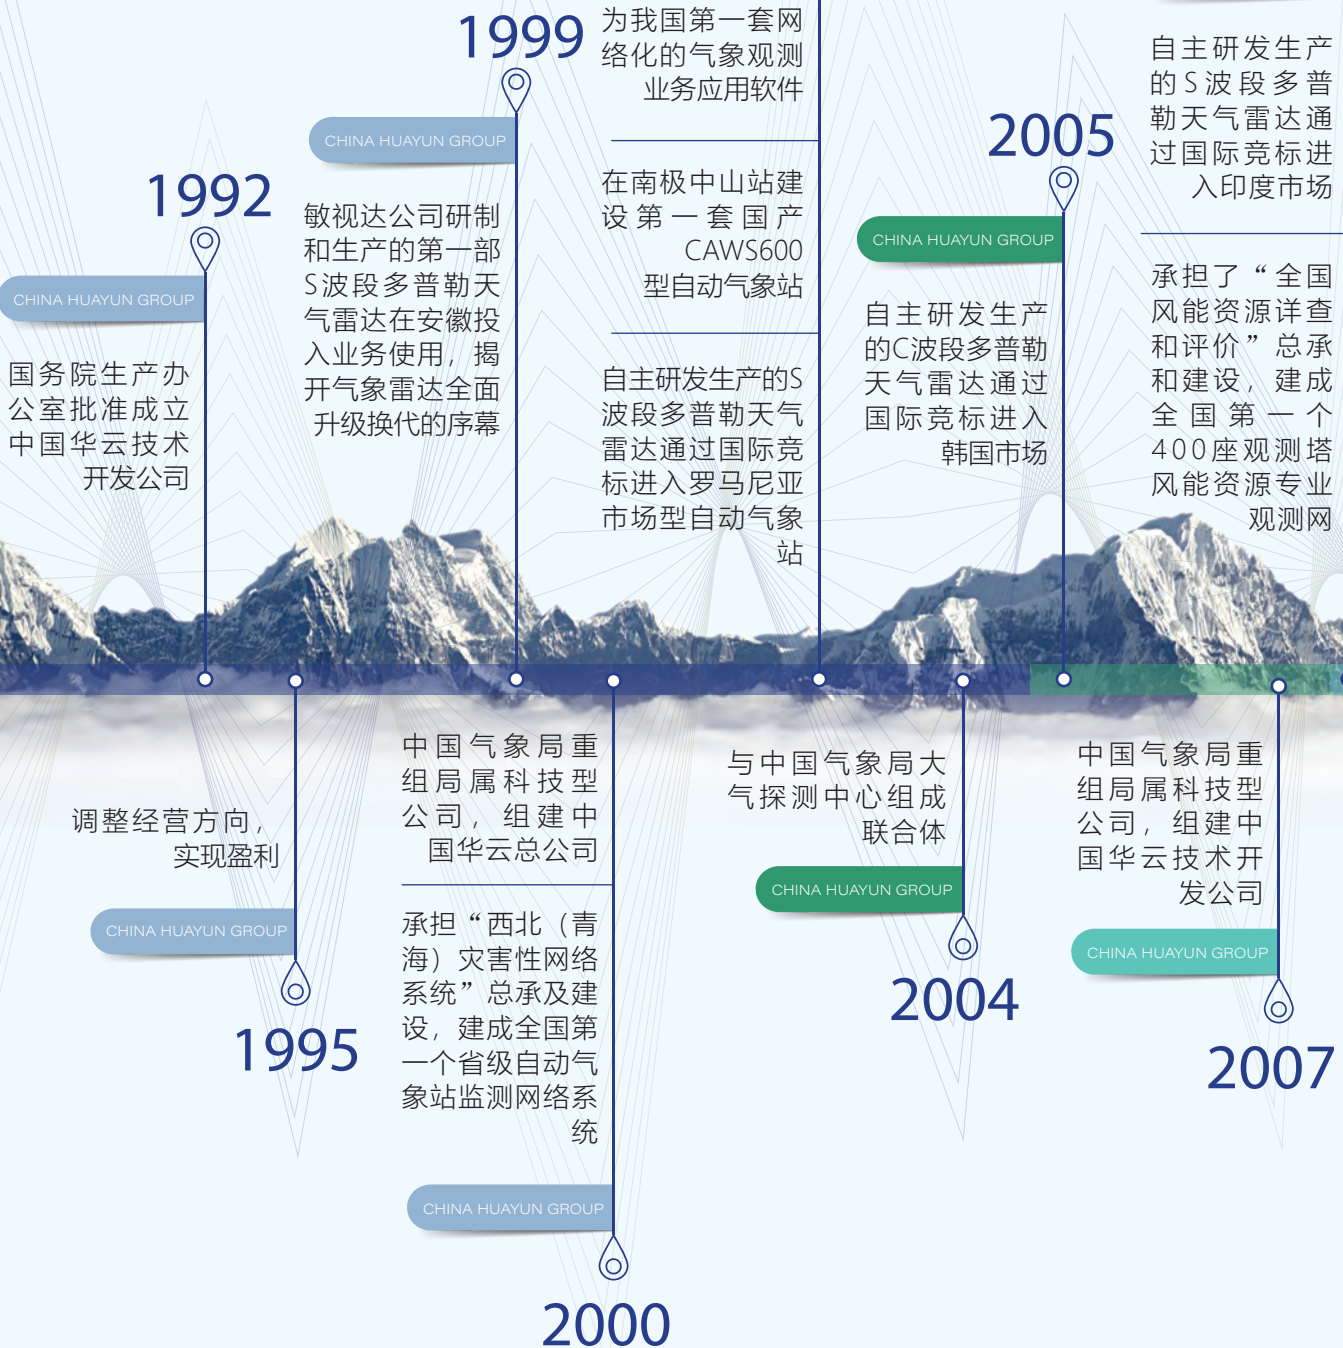 1992
CHINA HUAYUN GROUP
国务院生产办
公室批准成立
中国华云技术
开发公司
1999
CHINA HUAYUN GROUP
敏视达公司研制
和生产的第一部
S波段多普勒天
气雷达在安徽投
入业务使用，揭
开气象雷达全面
升级换代的序幕
为我国第一套网
络化的气象观测
业务应用软件
在南极中山站建
设第一套国产
CAWS600
型自动气象站
自主研发生产的S
波段多普勒天气
雷达通过国际竞
标进入罗马尼亚
市场型自动气象
站
2005
CHINA HUAYUN GROUP
自主研发生产
的C波段多普勒
天气雷达通过
国际竞标进入
韩国市场
自主研发生产
的S波段多普
勒天气雷达通
过国际竞标进
入印度市场
承担了“全国
风能资源详查
和评价”总承
和建设，建成
全国第一个
400座观测塔
风能资源专业
观测网
调整经营方向，
实现盈利
CHINA HUAYUN GROUP
1995
中国气象局重
组局属科技型
公司，组建中
国华云总公司
承担“西北（青
海）灾害性网络
系统”总承及建
设，建成全国第
一个省级自动气
象站监测网络系
统
CHINA HUAYUN GROUP
2000
与中国气象局大
气探测中心组成
联合体
CHINA HUAYUN GROUP
2004
中国气象局重
组局属科技型
公司，组建中
国华云技术开
发公司
CHINA HUAYUN GROUP
2007